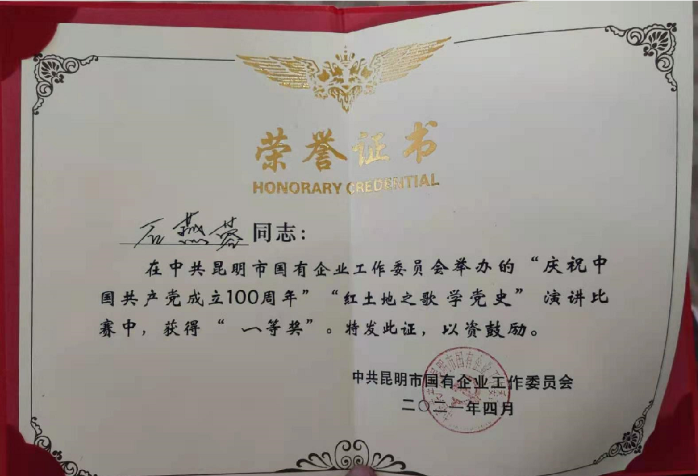 荣誉证书
HONORARY CREDENTIAL
石燕蓉同志:
在中共昆明市国有企业工作委员会举办的“庆祝中
国共产党成立100周年”“红土地之歌学党史”演讲比
赛中,获得“一等奖”。特发此证,以资鼓励。
中共昆明市国有企业工作委员会
二〇二一年四月